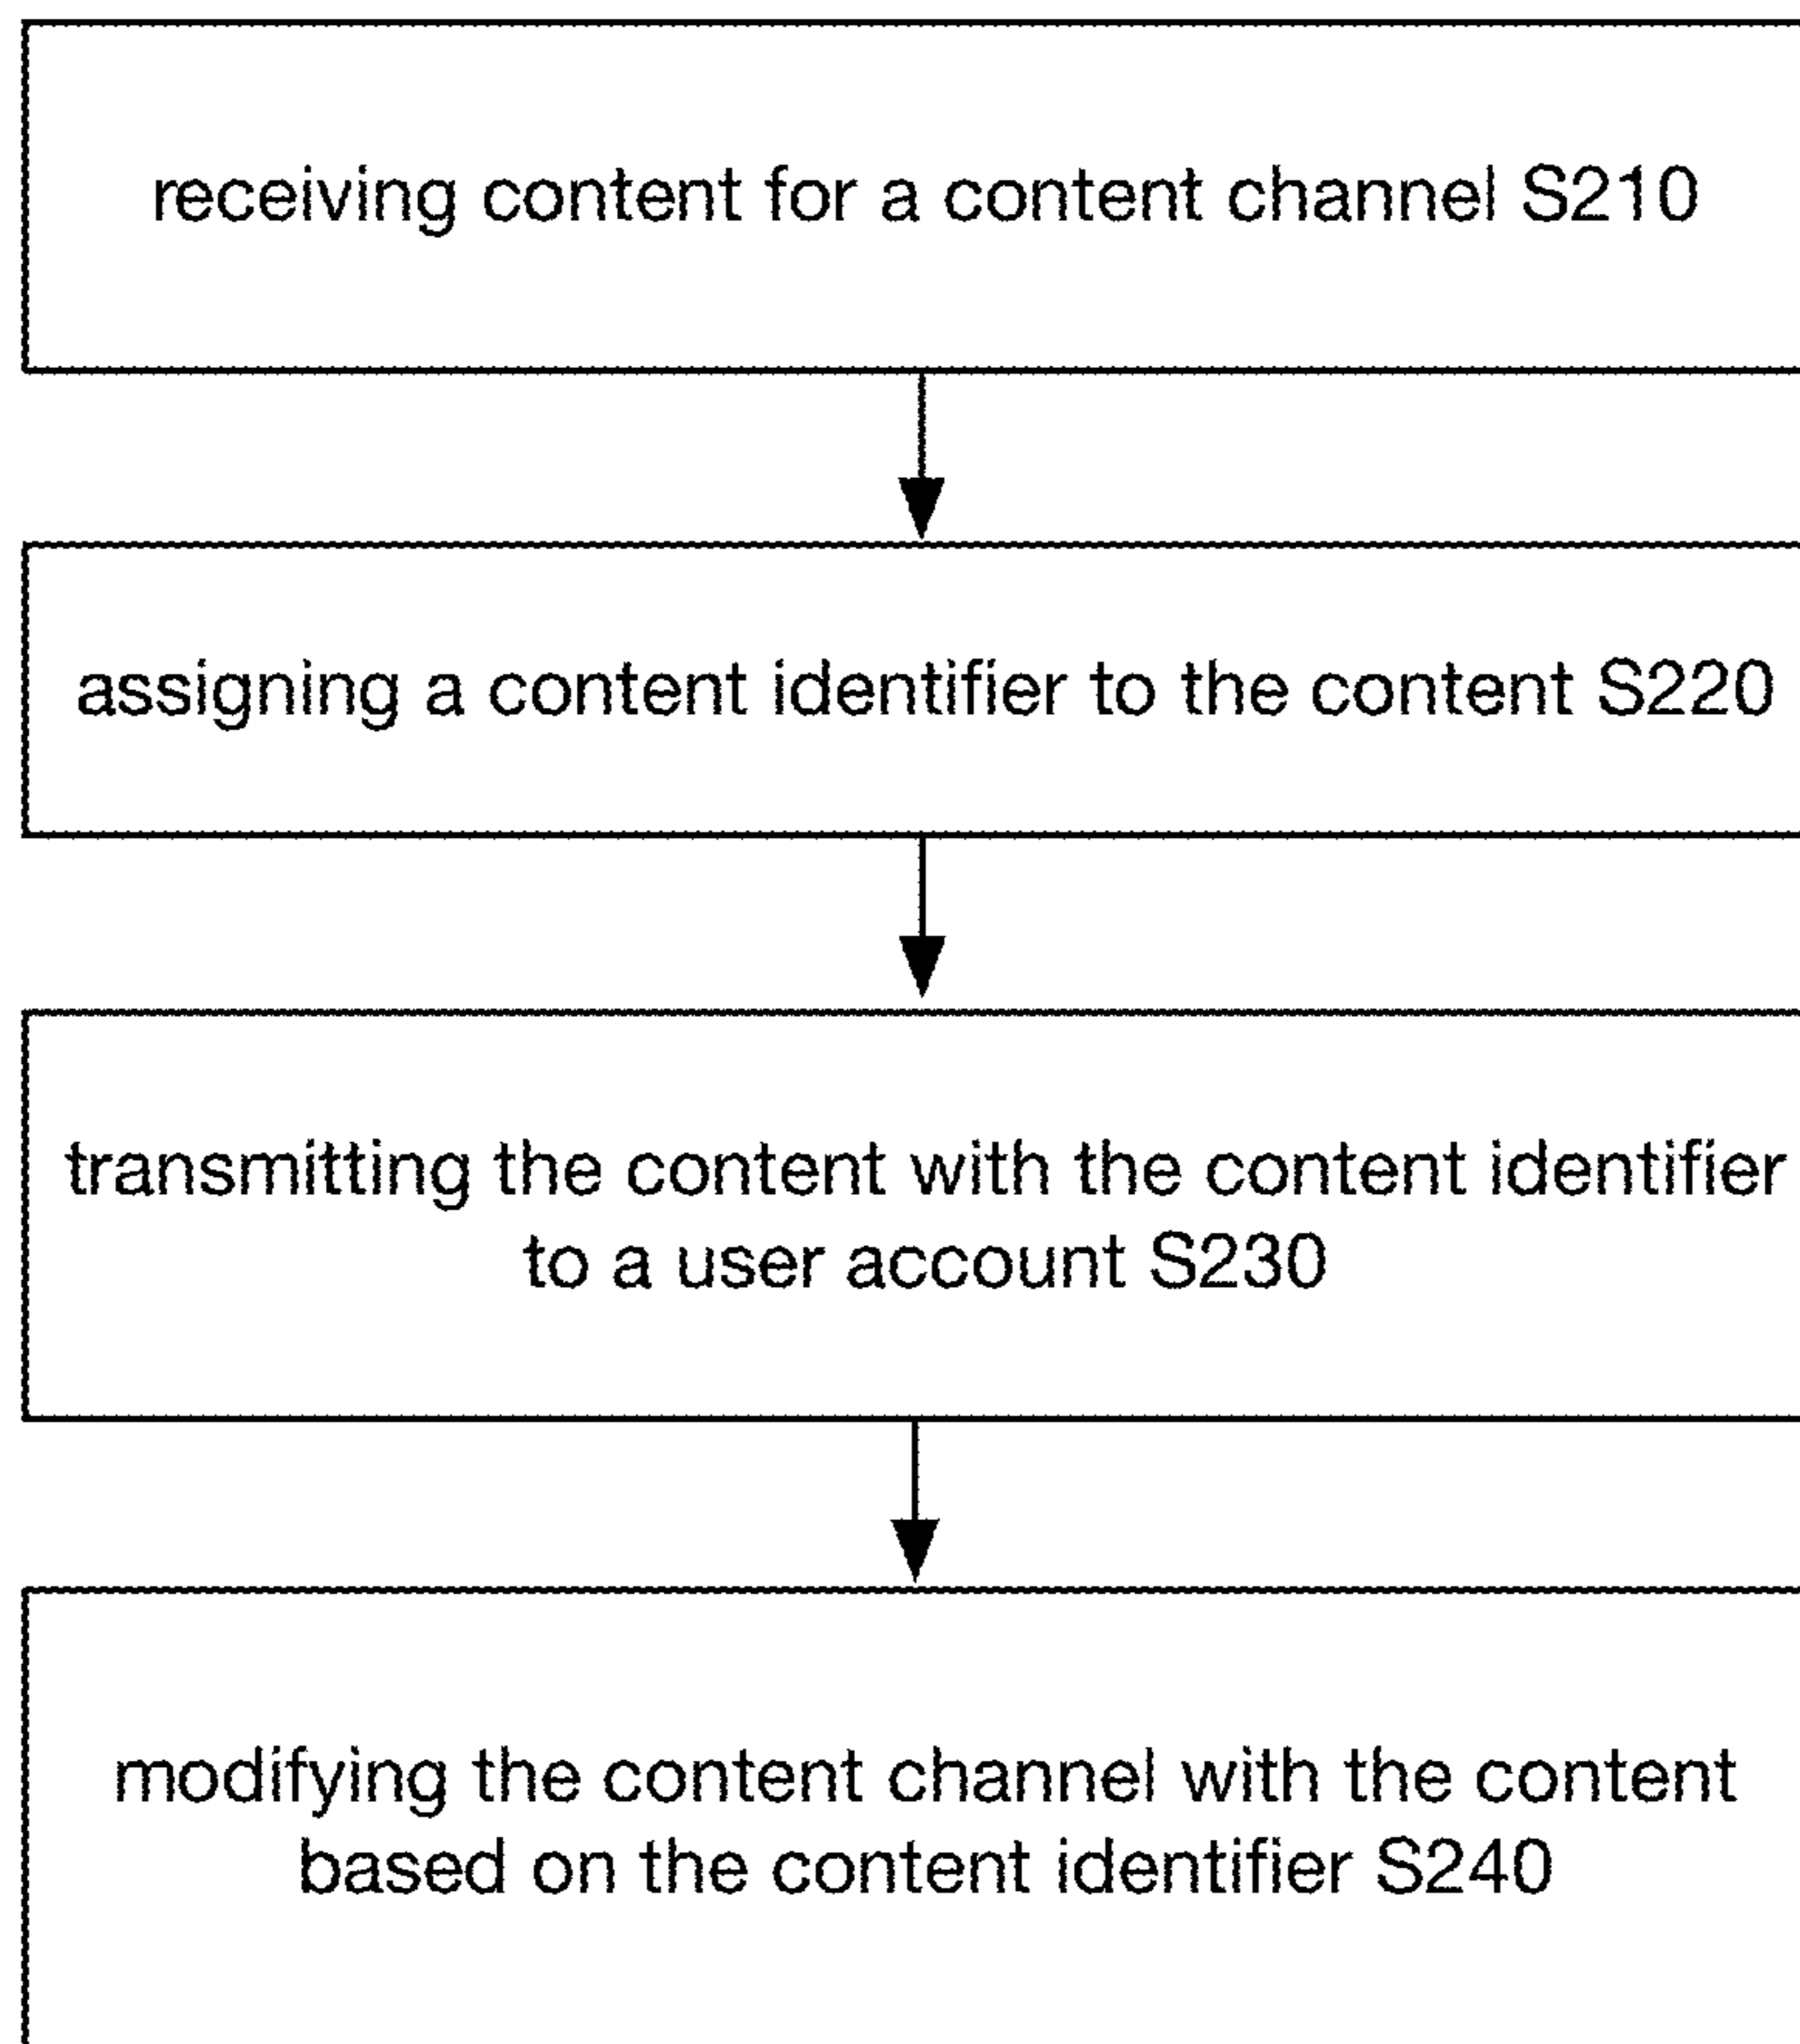 receiving content for a content channel S210
assigning a content identifier to the content S220
transmitting the content with the content identifier
to a user account S230
modifying the content channel with the content
based on the content identifier S240